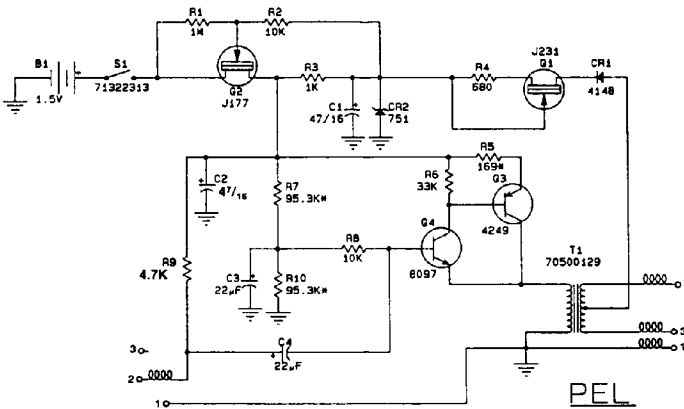 R1
1M
R2
10K
J231
Q1
CR1
4148
B1
1.5V
S1
71322313
R3
1K
R4
680
G2
J177
C1
47/16
CR2
751
C2
47/16
R7
95.3K*
R6
33K
R5
169*
Q3
4249
R9
4.7K
R8
10K
Q4
8097
T1
70500129
C3
22µF
R10
95.3K*
C4
22µF
3
2
1
3
1
PEL